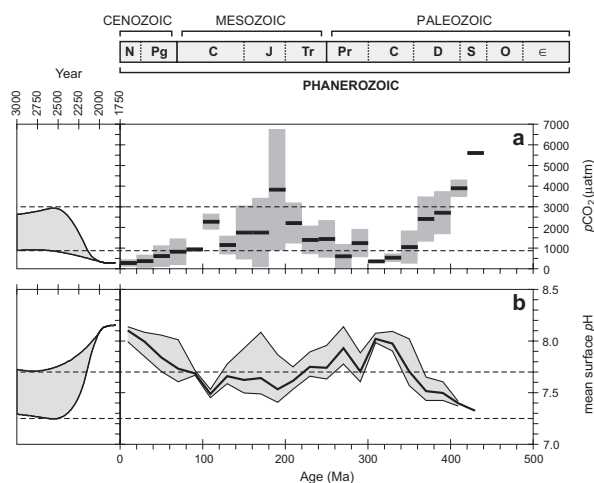 CENOZOIC MESOZOIC PALEOZOIC
N Pg C J Tr Pr C D S O ∈
PHANEROZOIC
Year
3000 2750 2500 2250 2000 1750
a
7000
6000
5000
4000
3000
2000
1000
0
pCO₂ (µatm)
b
8.5
8.0
7.5
7.0
mean surface pH
0 100 200 300 400 500
Age (Ma)